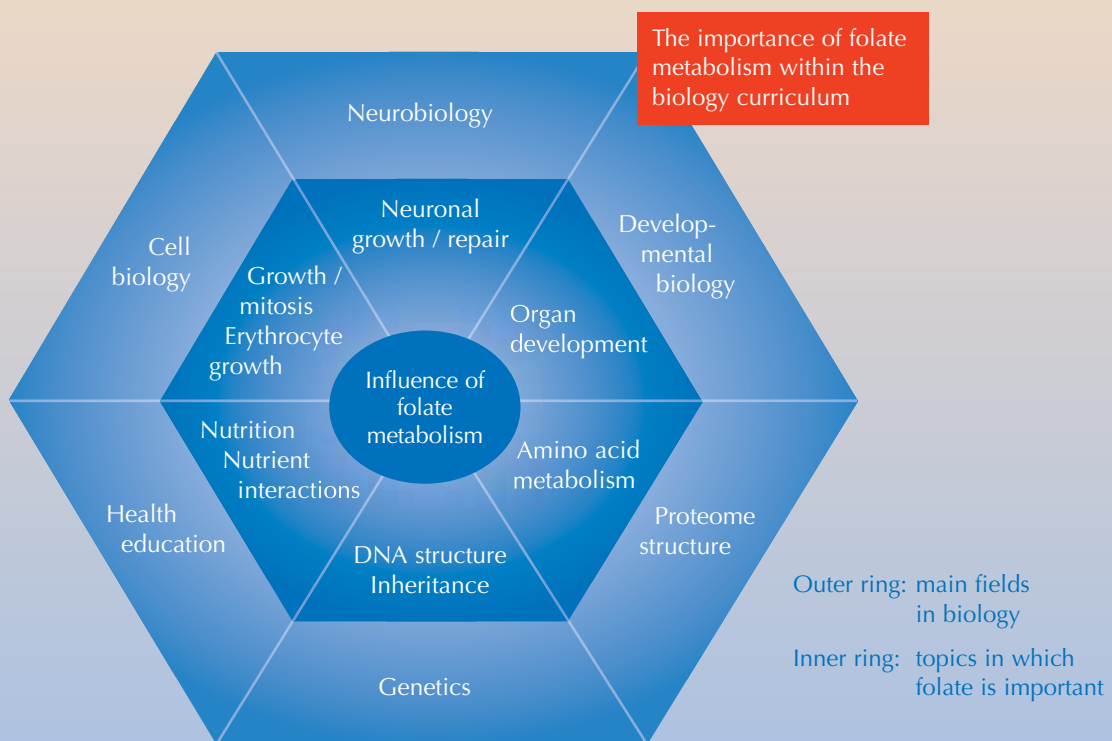 The importance of folate
metabolism within the
biology curriculum
Neurobiology
Neuronal
growth / repair
Develop-
mental
biology
Cell
biology
Growth /
mitosis
Erythrocyte
growth
Organ
development
Influence of
folate
metabolism
Nutrition
Nutrient
interactions
Amino acid
metabolism
Health
education
Proteome
structure
DNA structure
Inheritance
Genetics
Outer ring: main fields
in biology
Inner ring: topics in which
folate is important